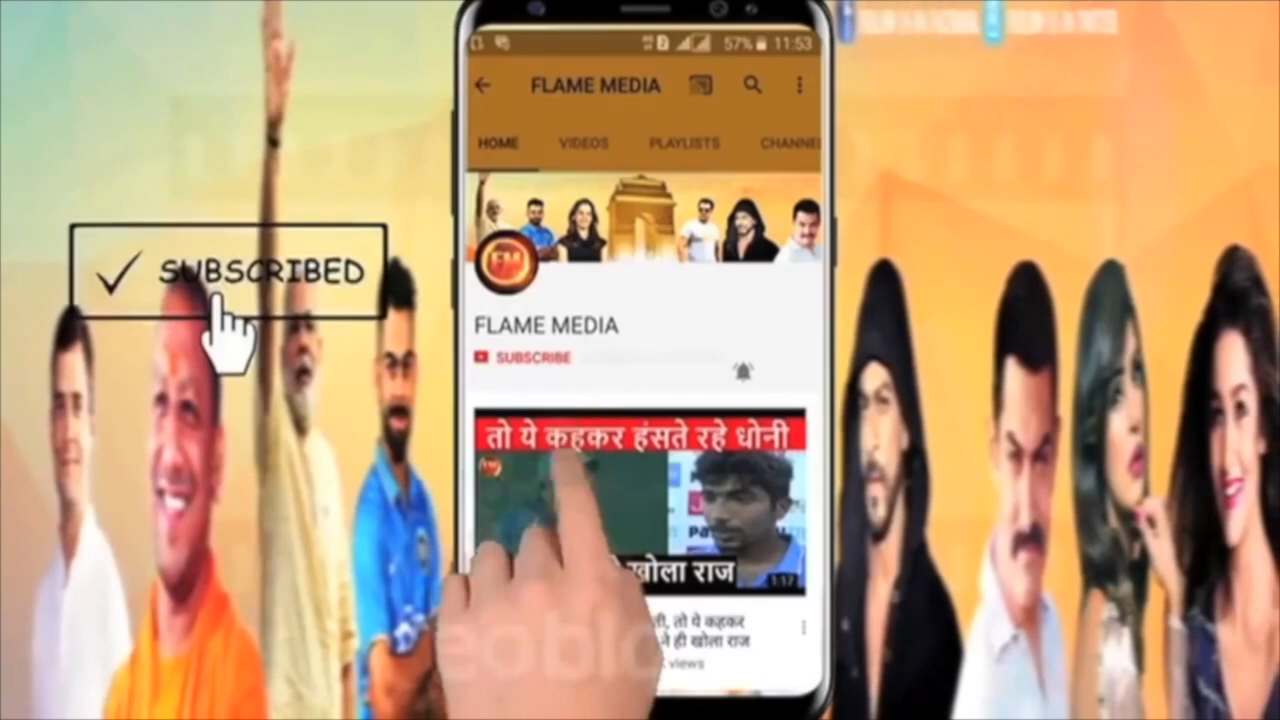 57% 11:53
FLAME MEDIA
HOME VIDEOS PLAYLISTS
SUBSCRIBED
FM
FLAME MEDIA
SUBSCRIBE
तो ये कहकर हंसते रहे धोनी
खोला राज
1:17
तो ये कहकर
ने ही खोला राज
views